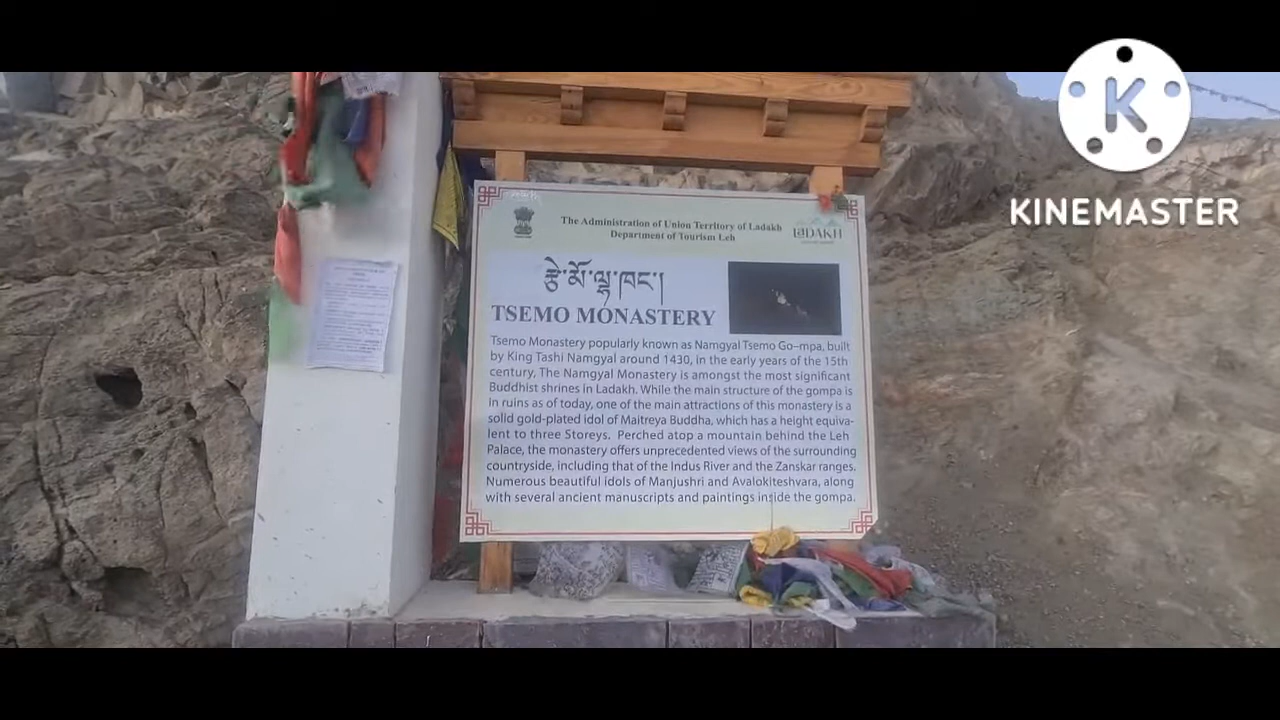 KINEMASTER
The Administration of Union Territory of Ladakh
Department of Tourism Leh
LADAKH
རྩེ་མོ་ལྷ་ཁང་།
TSEMO MONASTERY
Tsemo Monastery popularly known as Namgyal Tsemo Go-mpa, built
by King Tashi Namgyal around 1430, in the early years of the 15th
century, The Namgyal Monastery is amongst the most significant
Buddhist shrines in Ladakh. While the main structure of the gompa is
in ruins as of today, one of the main attractions of this monastery is a
solid gold-plated idol of Maitreya Buddha, which has a height equiva-
lent to three Storeys. Perched atop a mountain behind the Leh
Palace, the monastery offers unprecedented views of the surrounding
countryside, including that of the Indus River and the Zanskar ranges.
Numerous beautiful idols of Manjushri and Avalokiteshvara, along
with several ancient manuscripts and paintings inside the gompa.